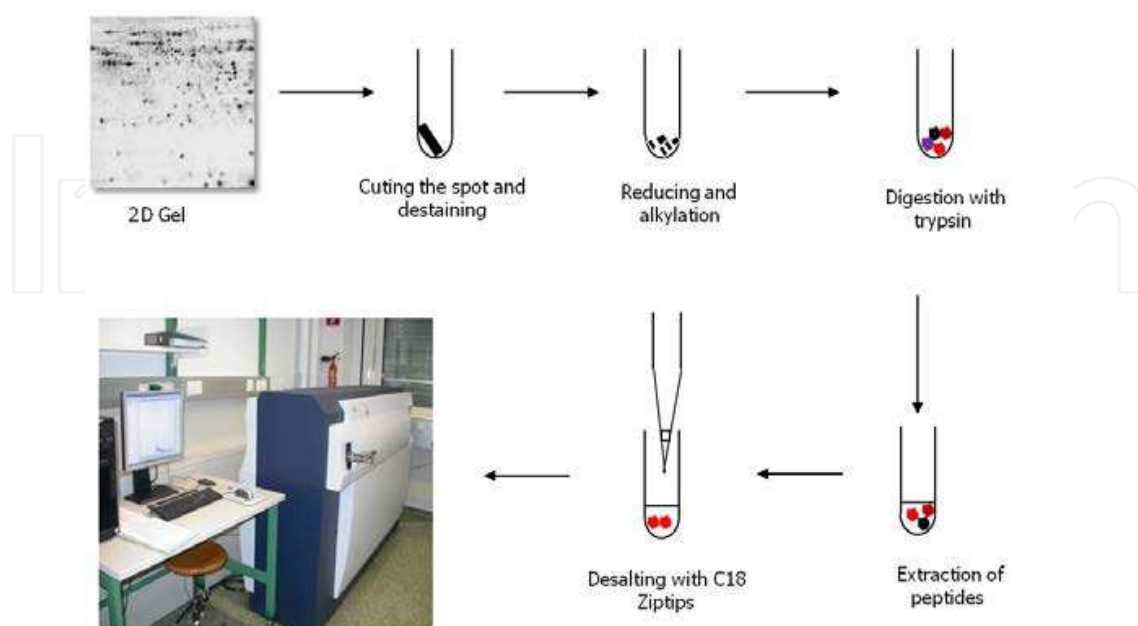 2D Gel
Cuting the spot and
destaining
Reducing and
alkylation
Digestion with
trypsin
Desalting with C18
Ziptips
Extraction of
peptides